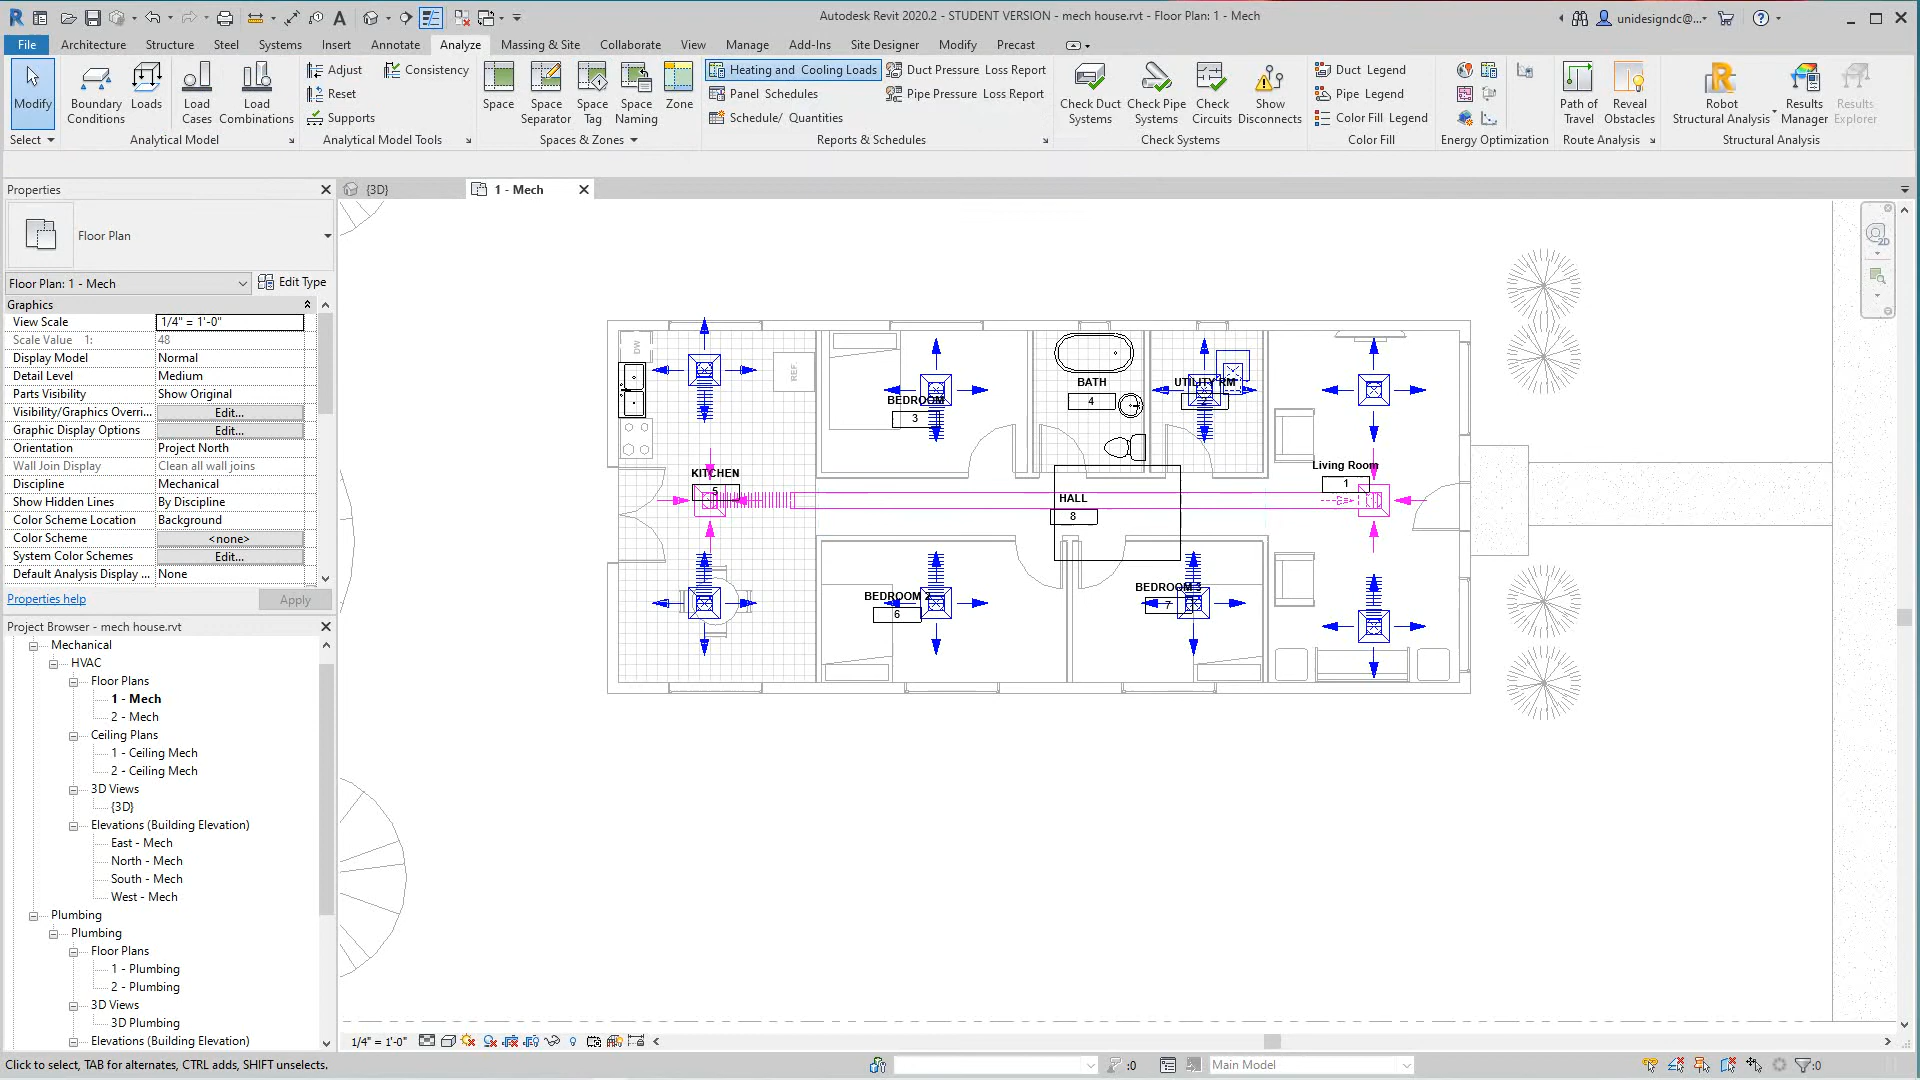 Autodesk Revit 2020.2 - STUDENT VERSION - mech house.rvt - Floor Plan: 1 - Mech
unidesigndc@...
File Architecture Structure Steel Systems Insert Annotate Analyze Massing & Site Collaborate View Manage Add-Ins Site Designer Modify Precast
Modify
Select
Boundary Conditions
Loads
Load Cases
Load Combinations
Analytical Model
Adjust
Reset
Supports
Consistency
Analytical Model Tools
Space
Space Separator
Space Tag
Space Naming
Zone
Spaces & Zones
Heating and Cooling Loads
Panel Schedules
Schedule/ Quantities
Duct Pressure Loss Report
Pipe Pressure Loss Report
Reports & Schedules
Check Duct Systems
Check Pipe Systems
Check Circuits
Show Disconnects
Check Systems
Duct Legend
Pipe Legend
Color Fill Legend
Color Fill
Energy Optimization
Path of Travel
Reveal Obstacles
Route Analysis
Robot Structural Analysis
Results Manager
Results Explorer
Structural Analysis
Properties
{3D}
1 - Mech
2D
Floor Plan
Floor Plan: 1 - Mech
Edit Type
Graphics
View Scale 1/4" = 1'-0"
Scale Value 1: 48
Display Model Normal
Detail Level Medium
Parts Visibility Show Original
Visibility/Graphics Overri... Edit...
Graphic Display Options Edit...
Orientation Project North
Wall Join Display Clean all wall joins
Discipline Mechanical
Show Hidden Lines By Discipline
Color Scheme Location Background
Color Scheme <none>
System Color Schemes Edit...
Default Analysis Display ... None
Properties help
Apply
Project Browser - mech house.rvt
Mechanical
HVAC
Floor Plans
1 - Mech
2 - Mech
Ceiling Plans
1 - Ceiling Mech
2 - Ceiling Mech
3D Views
{3D}
Elevations (Building Elevation)
East - Mech
North - Mech
South - Mech
West - Mech
Plumbing
Plumbing
Floor Plans
1 - Plumbing
2 - Plumbing
3D Views
3D Plumbing
Elevations (Building Elevation)
DW
REF
BEDROOM
3
BATH
4
UTILITY RM
KITCHEN
5
HALL
8
Living Room
1
BEDROOM 2
6
BEDROOM 3
7
1/4" = 1'-0"
Click to select, TAB for alternates, CTRL adds, SHIFT unselects.
:0
Main Model
:0